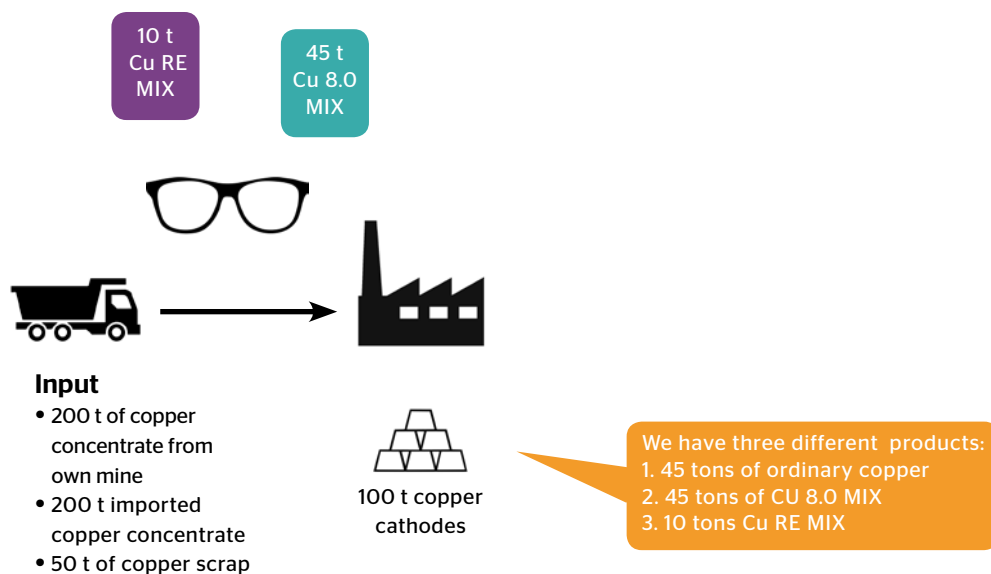 10 t
Cu RE
MIX
45 t
Cu 8.0
MIX
Input
• 200 t of copper
concentrate from
own mine
• 200 t imported
copper concentrate
• 50 t of copper scrap
100 t copper
cathodes
We have three different products:
1. 45 tons of ordinary copper
2. 45 tons of CU 8.0 MIX
3. 10 tons Cu RE MIX